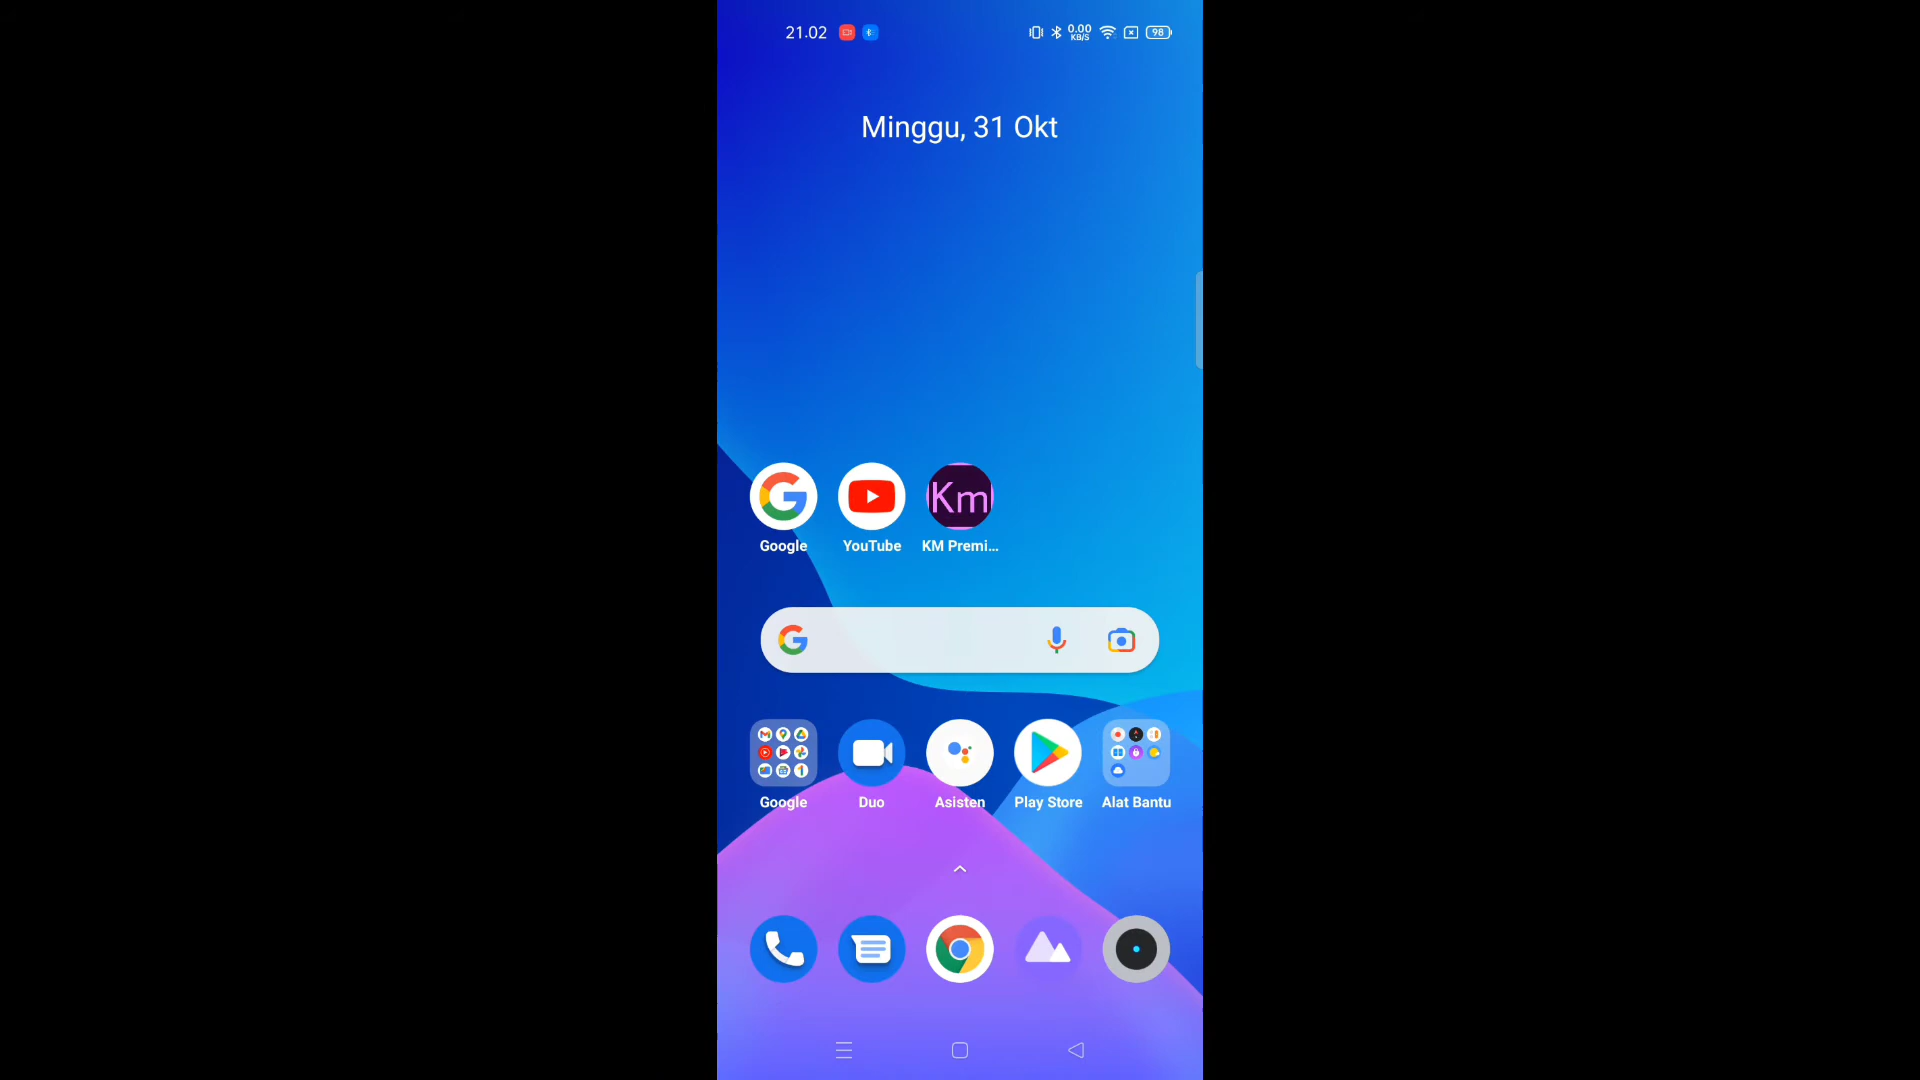 21.02 0.00 KB/S 98
Minggu, 31 Okt
Km
Google YouTube KM Premi...
Google Duo Asisten Play Store Alat Bantu